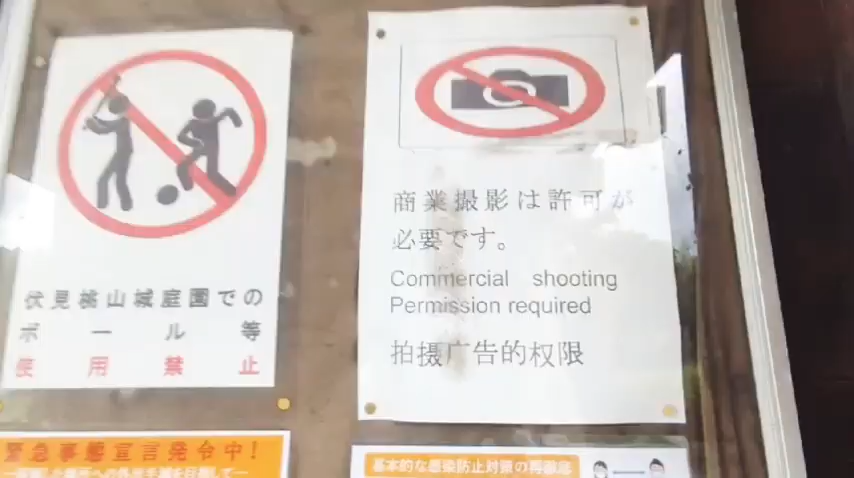 伏見桃山城庭園での
ボール等
使用禁止
商業撮影は許可が
必要です。
Commercial shooting
Permission required
拍摄广告的权限
緊急事態宣言発令中!
基本的な感染防止対策の再徹底